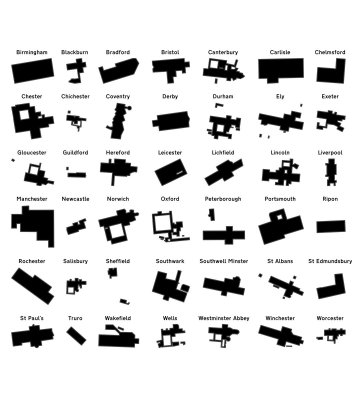 Birmingham Blackburn Bradford Bristol Canterbury Carlisle Chelmsford
Chester Chichester Coventry Derby Durham Ely Exeter
Gloucester Guildford Hereford Leicester Lichfield Lincoln Liverpool
Manchester Newcastle Norwich Oxford Peterborough Portsmouth Ripon
Rochester Salisbury Sheffield Southwark Southwell Minster St Albans St Edmundsbury
St Paul's Truro Wakefield Wells Westminster Abbey Winchester Worcester